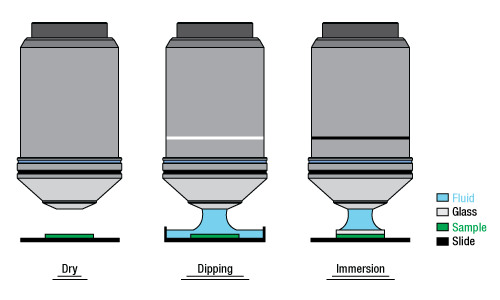 Fluid
Glass
Sample
Slide
Dry
Dipping
Immersion